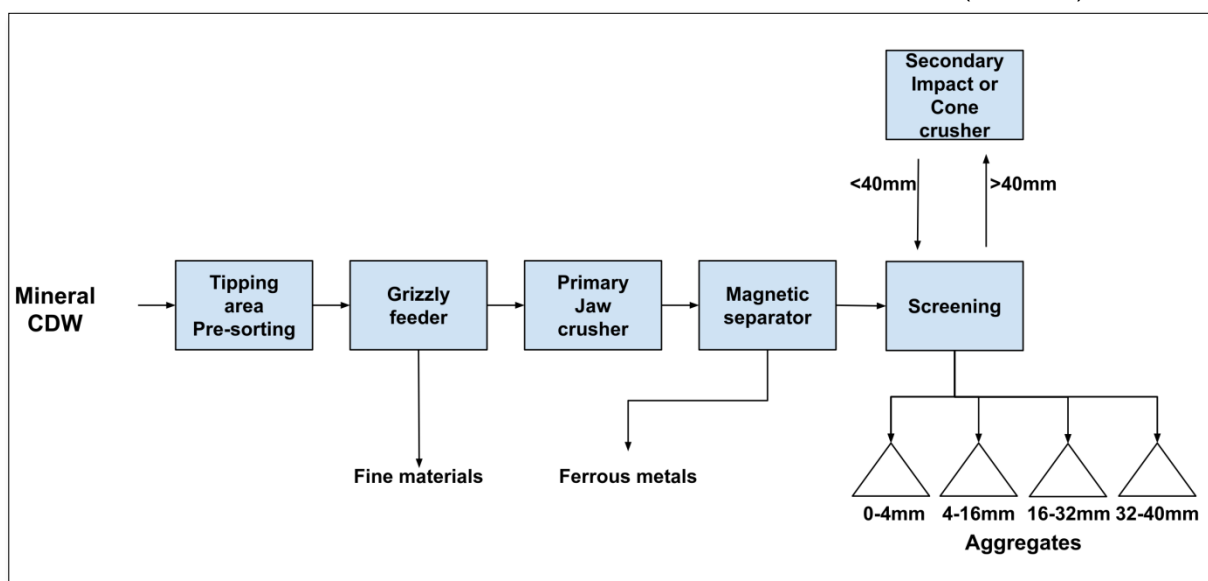 Secondary
Impact or
Cone
crusher
<40mm
>40mm
Mineral
CDW
Tipping
area
Pre-sorting
Grizzly
feeder
Primary
Jaw
crusher
Magnetic
separator
Screening
Fine materials
Ferrous metals
0-4mm
4-16mm
16-32mm
32-40mm
Aggregates